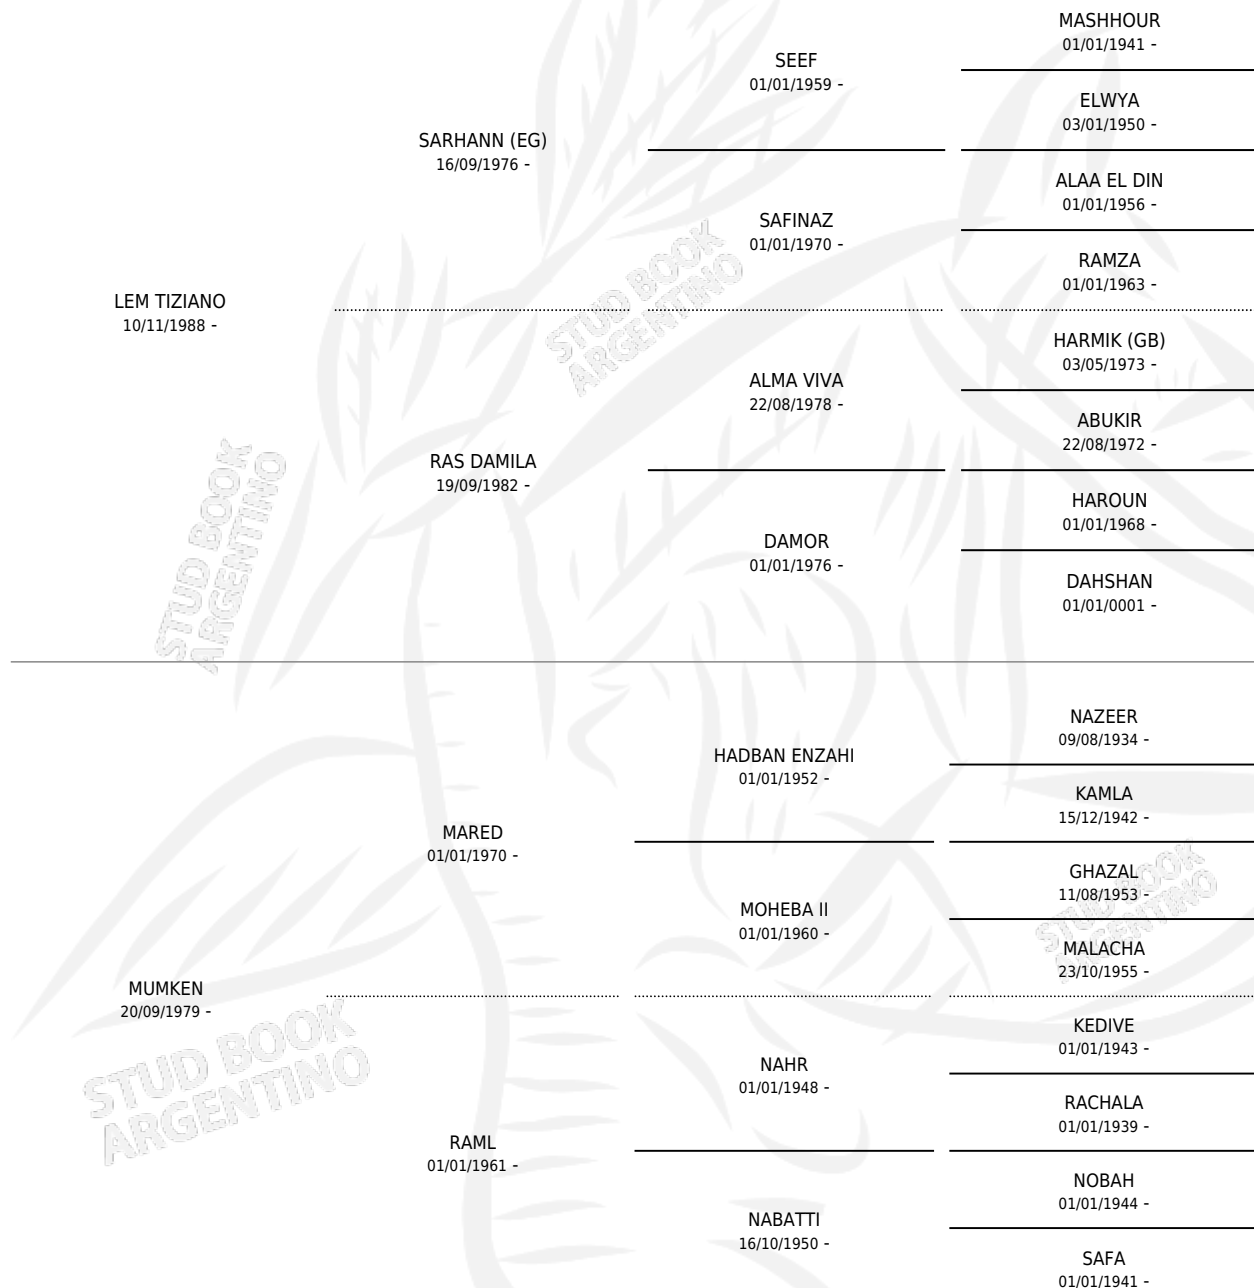 MASHHOUR
01/01/1941 -
SEEF
01/01/1959 -
ELWYA
03/01/1950 -
SARHANN (EG)
16/09/1976 -
ALAA EL DIN
01/01/1956 -
SAFINAZ
01/01/1970 -
RAMZA
01/01/1963 -
LEM TIZIANO
10/11/1988 -
HARMIK (GB)
03/05/1973 -
ALMA VIVA
22/08/1978 -
ABUKIR
22/08/1972 -
RAS DAMILA
19/09/1982 -
HAROUN
01/01/1968 -
DAMOR
01/01/1976 -
DAHSHAN
01/01/0001 -
NAZEER
09/08/1934 -
HADBAN ENZAHI
01/01/1952 -
KAMLA
15/12/1942 -
MARED
01/01/1970 -
GHAZAL
11/08/1953 -
MOHEBA II
01/01/1960 -
MALACHA
23/10/1955 -
MUMKEN
20/09/1979 -
KEDIVE
01/01/1943 -
NAHR
01/01/1948 -
RACHALA
01/01/1939 -
RAML
01/01/1961 -
NOBAH
01/01/1944 -
NABATTI
16/10/1950 -
SAFA
01/01/1941 -
STUD BOOK
ARGENTINO
STUD BOOK
ARGENTINO
STUD BOOK
ARGENTINO
STUD BOOK
ARGENTINO